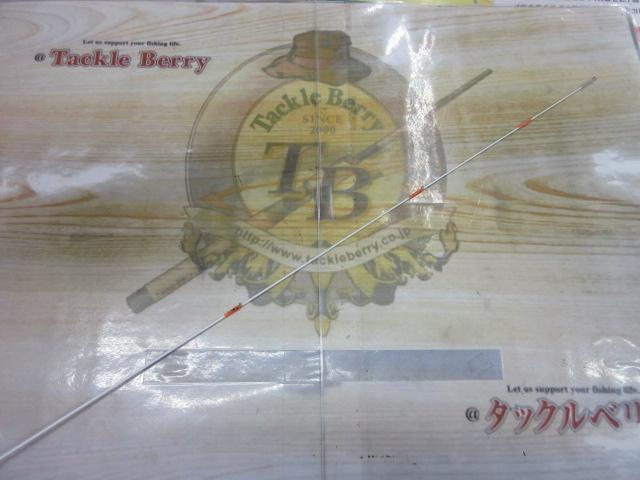 Let us support your fishing life.
@ Tackle Berry
Tackle Berry
SINCE
2000
TB
http://www.tackleberry.co.jp
Let us support your fishing life.
@ タックルベリ